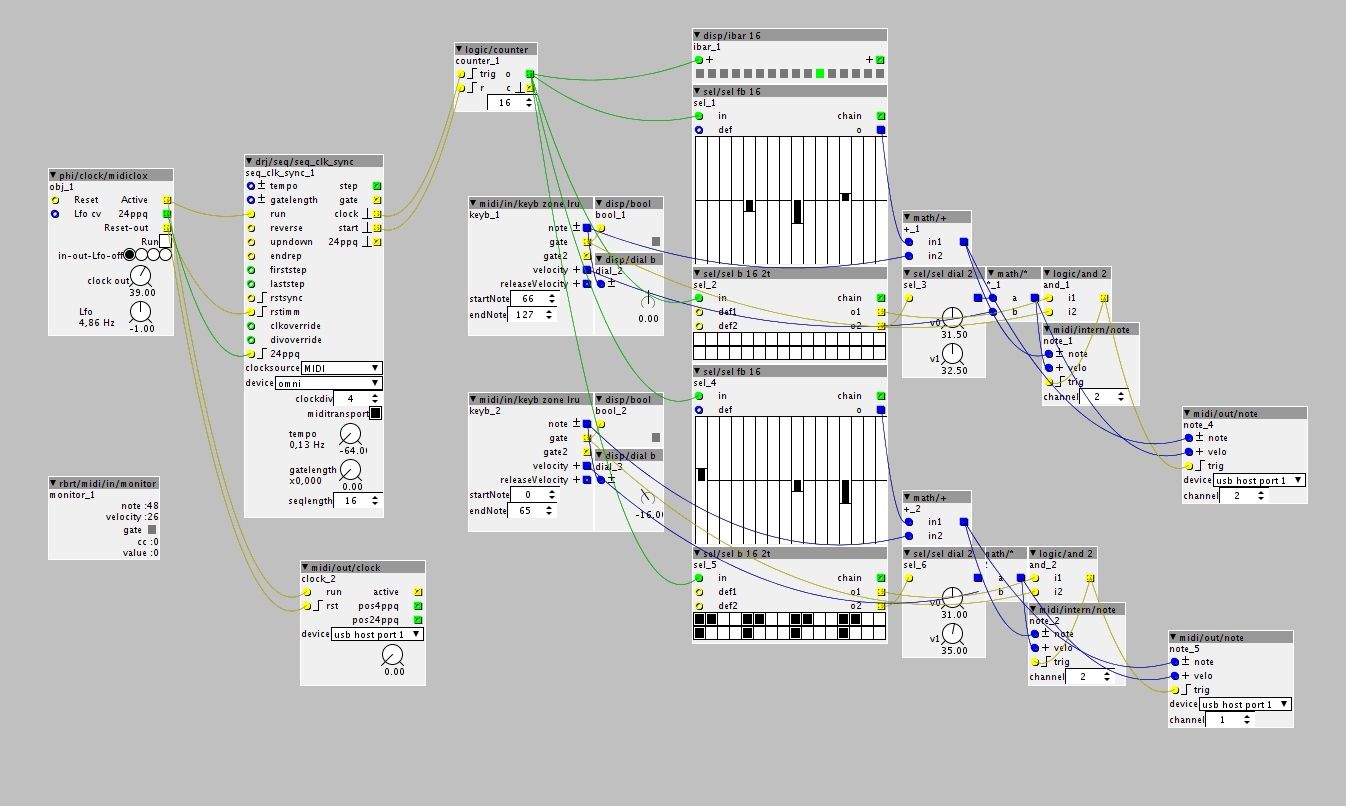 logic/counter
counter_1
trig o
r c
16
disp/ibar 16
ibar_1
+ +
sel/sel fb 16
sel_1
in chain
def o
phi/clock/midiclox
obj_1
Reset Active
Lfo cv 24ppq
Reset-out
Run
in-out-Lfo-off
clock out
39.00
Lfo
4,86 Hz
-1.00
drj/seq/seq_clk_sync
seq_clk_sync_1
± tempo step
± gatelength gate
run clock
reverse start
updndown 24ppq
endrep
firststep
laststep
rstsync
rstimm
clkoverride
divoverride
24ppq
clocksource MIDI
device omni
clockdiv 4
miditransport
tempo
0,13 Hz
-64.0
gatelength
x0,000
0.00
seqlength 16
midi/in/keyb zone lru
keyb_1
note ±
gate
gate2
velocity +
releaseVelocity +
startNote 66
endNote 127
disp/bool
bool_1
disp/dial b
dial_2
±
0.00
sel/sel b 16 2t
sel_2
in chain
def1 o1
def2 o2
math/+
+_1
in1
in2
sel/sel dial 2
sel_3
v0
31.50
v1
32.50
math/*
*_1
a
b
logic/and 2
and_1
i1
i2
midi/intern/note
note_1
± note
+ velo
trig
channel 2
midi/out/note
note_4
± note
+ velo
trig
device usb host port 1
channel 2
midi/in/keyb zone lru
keyb_2
note ±
gate
gate2
velocity +
releaseVelocity +
startNote 0
endNote 65
disp/bool
bool_2
disp/dial b
dial_3
±
-16.0
sel/sel fb 16
sel_4
in chain
def o
sel/sel b 16 2t
sel_5
in chain
def1 o1
def2 o2
math/+
+_2
in1
in2
sel/sel dial 2
sel_6
v0
31.00
v1
35.00
math/*
a
b
logic/and 2
and_2
i1
i2
midi/intern/note
note_2
± note
+ velo
trig
channel 2
midi/out/note
note_5
± note
+ velo
trig
device usb host port 1
channel 1
rbrt/midi/in/monitor
monitor_1
note :48
velocity :26
gate
cc :0
value :0
midi/out/clock
clock_2
run active
rst pos4ppq
pos24ppq
device usb host port 1
0.00